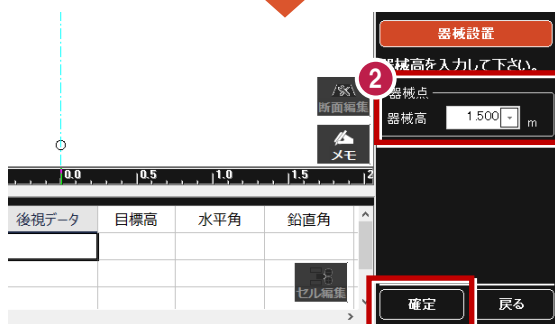 器械設置
器械高を入力して下さい。
2
器械点
器械高 1.500 m
断面編集
メモ
0.0 0.5 1.0 1.5 2
後視データ 目標高 水平角 鉛直角
セル編集
確定 戻る